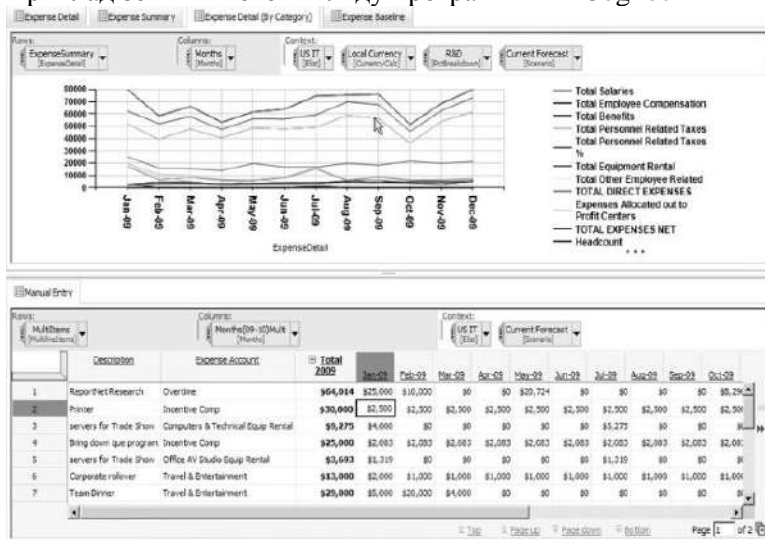 Expense Detail Expense Summary Expense Detail (By Category) Expense Baseline
Rows: Columns: Context:
ExpenseSummary Months US IT Local Currency R&D Current Forecast
[ExpenseDetail] [Months] [Elist] [CurrencyCalc] [PctBreakdown] [Scenario]
80000
70000
60000
50000
40000
30000
20000
10000
0
Jan-09 Feb-09 Mar-09 Apr-09 May-09 Jun-09 Jul-09 Aug-09 Sep-09 Oct-09 Nov-09 Dec-09
ExpenseDetail
Total Salaries
Total Employee Compensation
Total Benefits
Total Personnel Related Taxes
Total Personnel Related Taxes
%
Total Equipment Rental
Total Other Employee Related
TOTAL DIRECT EXPENSES
Expenses Allocated out to
Profit Centers
TOTAL EXPENSES NET
Headcount
Manual Entry
Rows: Columns: Context:
MultiItems Months(09-10)Mult US IT Current Forecast
[MultilineItems] [Months] [Elist] [Scenario]
Description Expense Account Total
2009 Jan-09 Feb-09 Mar-09 Apr-09 May-09 Jun-09 Jul-09 Aug-09 Sep-09 Oct-09
1 ReportNet Research Overtime $64,014 $25,000 $10,000 $0 $0 $20,724 $0 $0 $0 $0 $8,290
2 Printer Incentive Comp $30,000 $2,500 $2,500 $2,500 $2,500 $2,500 $2,500 $2,500 $2,500 $2,500 $2,500
3 servers for Trade Show Computers & Technical Equip Rental $9,275 $4,000 $0 $0 $0 $0 $0 $5,275 $0 $0
4 Bring down que program Incentive Comp $25,000 $2,083 $2,083 $2,083 $2,083 $2,083 $2,083 $2,083 $2,083 $2,083
5 servers for Trade Show Office AV Studio Equip Rental $3,693 $1,319 $0 $0 $0 $0 $0 $1,319 $0 $0
6 Corporate rollover Travel & Entertainment $13,000 $2,000 $1,000 $1,000 $1,000 $1,000 $1,000 $1,000 $1,000 $1,000
7 Team Dinner Travel & Entertainment $29,000 $5,000 $20,000 $4,000 $0 $0 $0 $0 $0 $0
Top Page up Page down Bottom Page 1 of 2